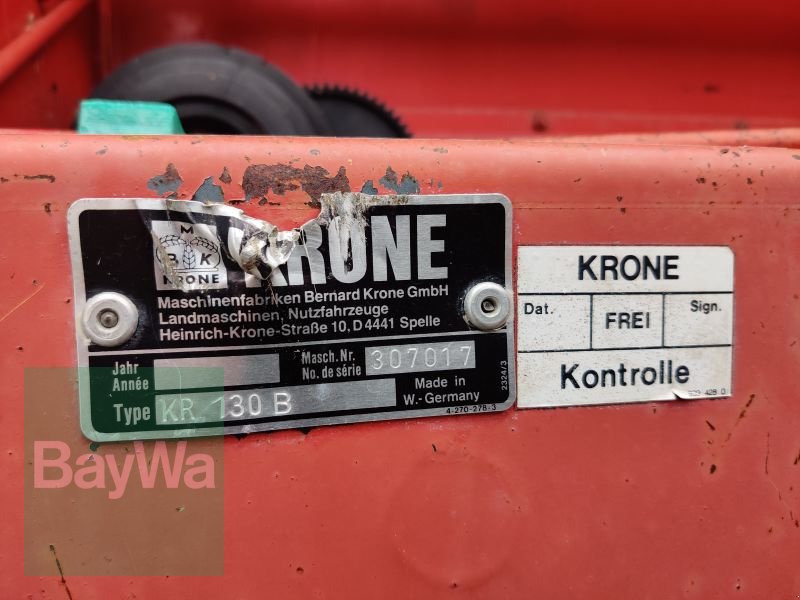 M
B K
KRONE
KRONE
Maschinenfabriken Bernard Krone GmbH
Landmaschinen, Nutzfahrzeuge
Heinrich-Krone-Straße 10, D 4441 Spelle
Jahr
Année
Masch. Nr.
No. de série
307017
Type KR 130 B
Made in
W.-Germany
2324/3
4-270-278-3
KRONE
Dat.
FREI
Sign.
Kontrolle
BayWa